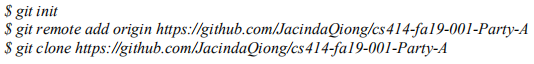 $ git init
$ git remote add origin https://github.com/JacindaQiong/cs414-fa19-001-Party-A
$ git clone https://github.com/JacindaQiong/cs414-fa19-001-Party-A